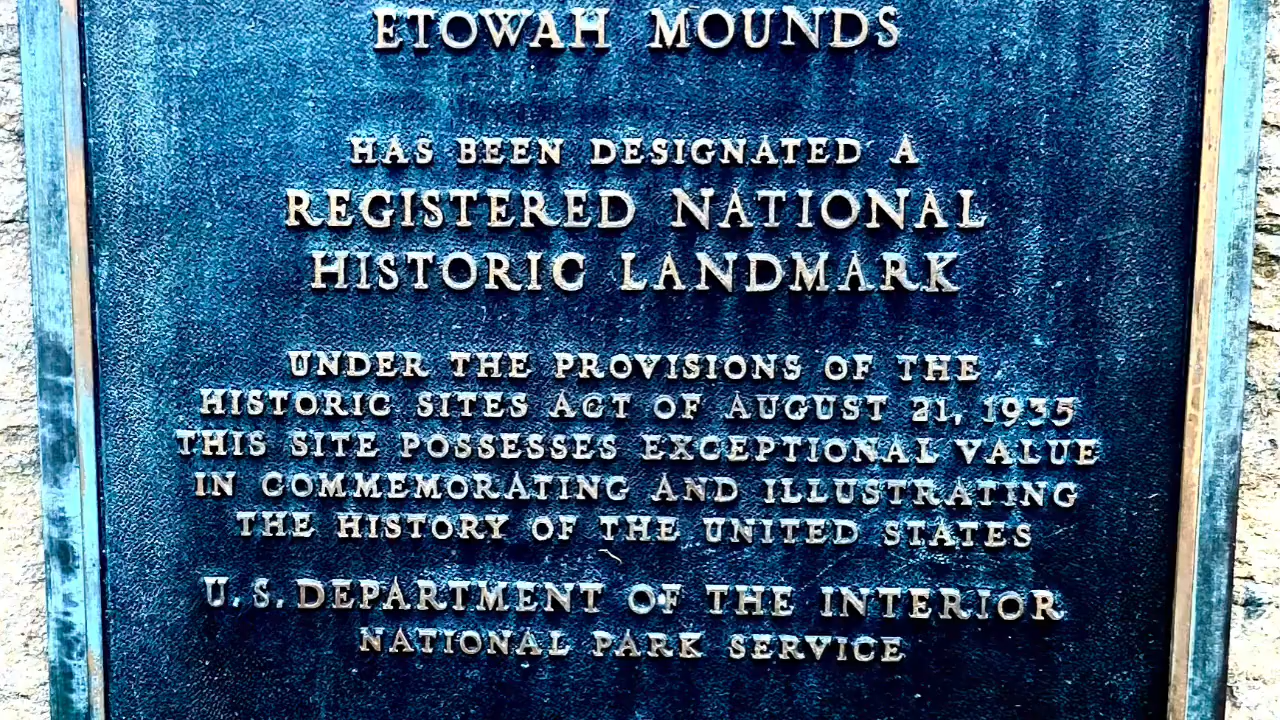 ETOWAH MOUNDS
HAS BEEN DESIGNATED A
REGISTERED NATIONAL
HISTORIC LANDMARK
UNDER THE PROVISIONS OF THE
HISTORIC SITES ACT OF AUGUST 21, 1935
THIS SITE POSSESSES EXCEPTIONAL VALUE
IN COMMEMORATING AND ILLUSTRATING
THE HISTORY OF THE UNITED STATES
U.S. DEPARTMENT OF THE INTERIOR
NATIONAL PARK SERVICE